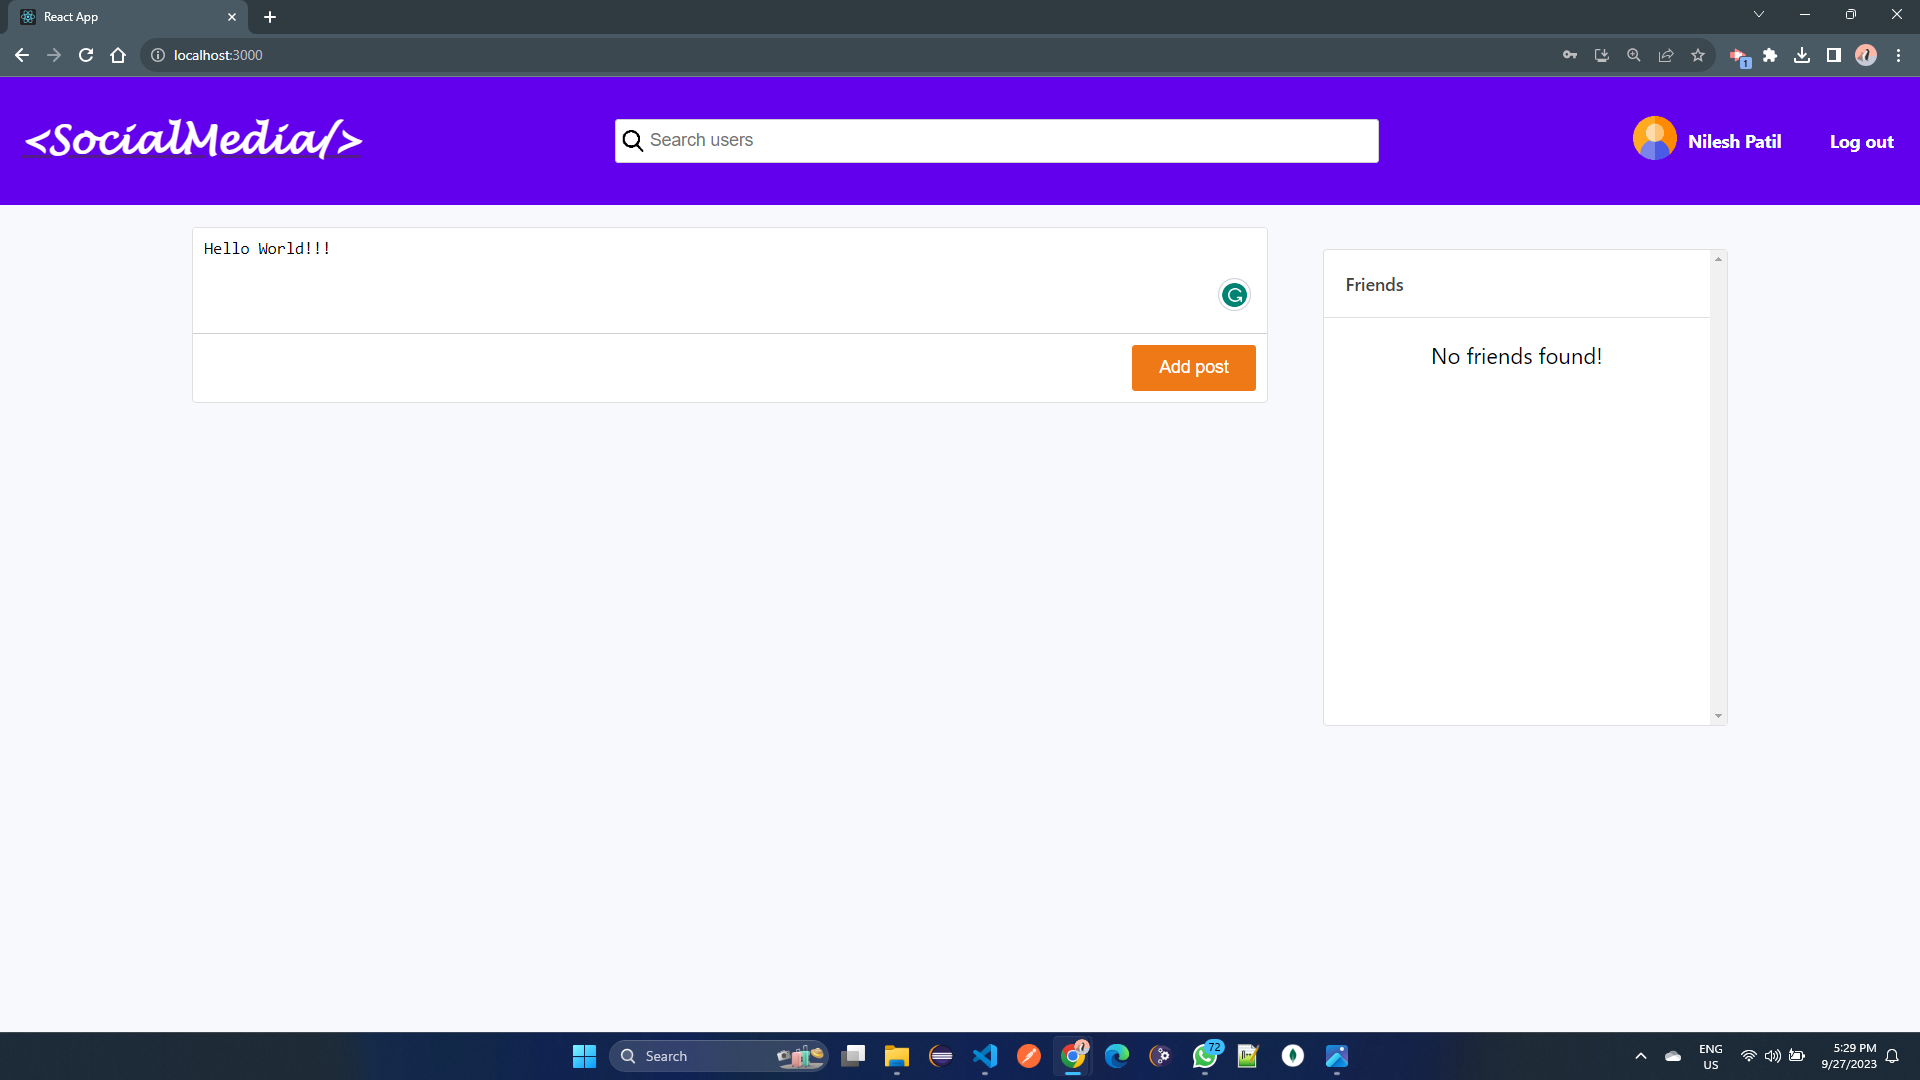 React App
localhost:3000
1
<SocialMedia/>
Search users
Nilesh Patil
Log out
Hello World!!!
Add post
Friends
No friends found!
Search
72
ENG
US
5:29 PM
9/27/2023